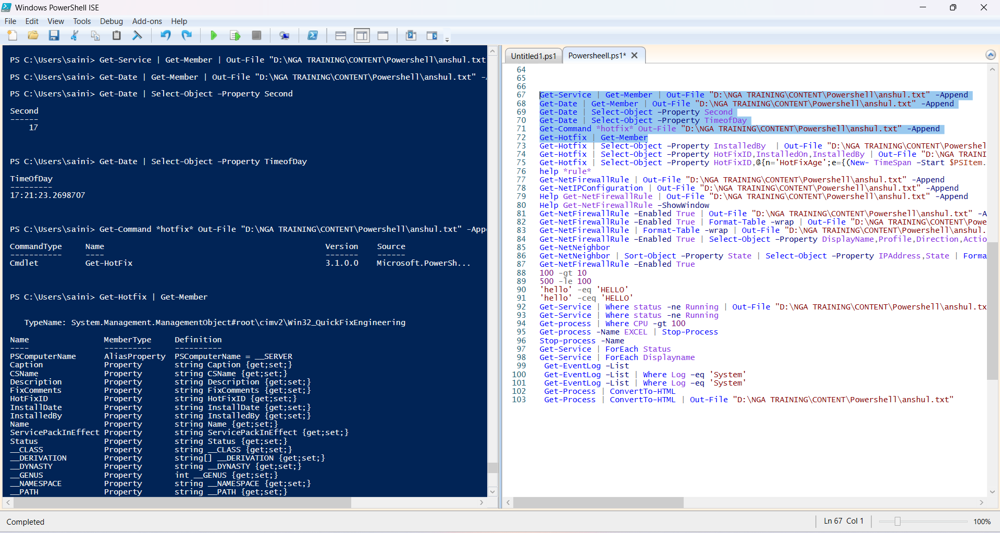 Windows PowerShell ISE
File Edit View Tools Debug Add-ons Help
PS C:\Users\saini> Get-Service | Get-Member | Out-File "D:\NGA TRAINING\CONTENT\Powershell\anshul.txt
PS C:\Users\saini> Get-Date | Get-Member | Out-File "D:\NGA TRAINING\CONTENT\Powershell\anshul.txt" -
PS C:\Users\saini> Get-Date | Select-Object -Property Second
Second
------
17
PS C:\Users\saini> Get-Date | Select-Object -Property TimeofDay
TimeOfDay
---------
17:21:23.2698707
PS C:\Users\saini> Get-Command *hotfix* Out-File "D:\NGA TRAINING\CONTENT\Powershell\anshul.txt" -App
CommandType Name Version Source
----------- ---- ------- ------
Cmdlet Get-HotFix 3.1.0.0 Microsoft.PowerSh...
PS C:\Users\saini> Get-Hotfix | Get-Member
TypeName: System.Management.ManagementObject#root\cimv2\Win32_QuickFixEngineering
Name MemberType Definition
---- ---------- ----------
PSComputerName AliasProperty PSComputerName = __SERVER
Caption Property string Caption {get;set;}
CSName Property string CSName {get;set;}
Description Property string Description {get;set;}
FixComments Property string FixComments {get;set;}
HotFixID Property string HotFixID {get;set;}
InstallDate Property string InstallDate {get;set;}
InstalledBy Property string InstalledBy {get;set;}
Name Property string Name {get;set;}
ServicePackInEffect Property string ServicePackInEffect {get;set;}
Status Property string Status {get;set;}
__CLASS Property string __CLASS {get;set;}
__DERIVATION Property string[] __DERIVATION {get;set;}
__DYNASTY Property string __DYNASTY {get;set;}
__GENUS Property int __GENUS {get;set;}
__NAMESPACE Property string __NAMESPACE {get;set;}
__PATH Property string __PATH {get;set;}
Untitled1.ps1 Powersheell.ps1*
64
65
66
67 Get-Service | Get-Member | Out-File "D:\NGA TRAINING\CONTENT\Powershell\anshul.txt" -Append
68 Get-Date | Get-Member | Out-File "D:\NGA TRAINING\CONTENT\Powershell\anshul.txt" -Append
69 Get-Date | Select-Object -Property Second
70 Get-Date | Select-Object -Property TimeofDay
71 Get-Command *hotfix* Out-File "D:\NGA TRAINING\CONTENT\Powershell\anshul.txt" -Append
72 Get-Hotfix | Get-Member
73 Get-Hotfix | Select-Object -Property InstalledBy | Out-File "D:\NGA TRAINING\CONTENT\Powershel
74 Get-Hotfix | Select-Object -Property HotFixID,InstalledOn,InstalledBy | Out-File "D:\NGA TRAINI
75 Get-Hotfix | Select-Object -Property HotFixID,@{n='HotFixAge';e={(New- TimeSpan -Start $PSItem.
76 help *rule*
77 Get-NetFirewallRule | Out-File "D:\NGA TRAINING\CONTENT\Powershell\anshul.txt" -Append
78 Get-NetIPConfiguration | Out-File "D:\NGA TRAINING\CONTENT\Powershell\anshul.txt" -Append
79 Help Get-NetFirewallRule | Out-File "D:\NGA TRAINING\CONTENT\Powershell\anshul.txt" -Append
80 Help Get-NetFirewallRule -ShowWindow
81 Get-NetFirewallRule -Enabled True | Out-File "D:\NGA TRAINING\CONTENT\Powershell\anshul.txt" -A
82 Get-NetFirewallRule -Enabled True | Format-Table -wrap | Out-File "D:\NGA TRAINING\CONTENT\Powe
83 Get-NetFirewallRule | Format-Table -wrap | Out-File "D:\NGA TRAINING\CONTENT\Powershell\anshul.
84 Get-NetFirewallRule -Enabled True | Select-Object -Property DisplayName,Profile,Direction,Actio
85 Get-NetNeighbor
86 Get-NetNeighbor | Sort-Object -Property State | Select-Object -Property IPAddress,State | Forma
87 Get-NetFirewallRule -Enabled True
88 100 -gt 10
89 500 -le 100
90 'hello' -eq 'HELLO'
91 'hello' -ceq 'HELLO'
92 Get-Service | Where status -ne Running | Out-File "D:\NGA TRAINING\CONTENT\Powershell\anshul.tx
93 Get-Service | Where status -ne Running
94 Get-process | Where CPU -gt 100
95 Get-process -Name EXCEL | Stop-Process
96 Stop-process -Name
97 Get-Service | ForEach Status
98 Get-Service | ForEach Displayname
99 Get-EventLog -List
100 Get-EventLog -List | Where Log -eq 'System'
101 Get-EventLog -List | Where Log -eq 'System'
102 Get-Process | ConvertTo-HTML
103 Get-Process | ConvertTo-HTML | Out-File "D:\NGA TRAINING\CONTENT\Powershell\anshul.txt"
Completed
Ln 67 Col 1
100%